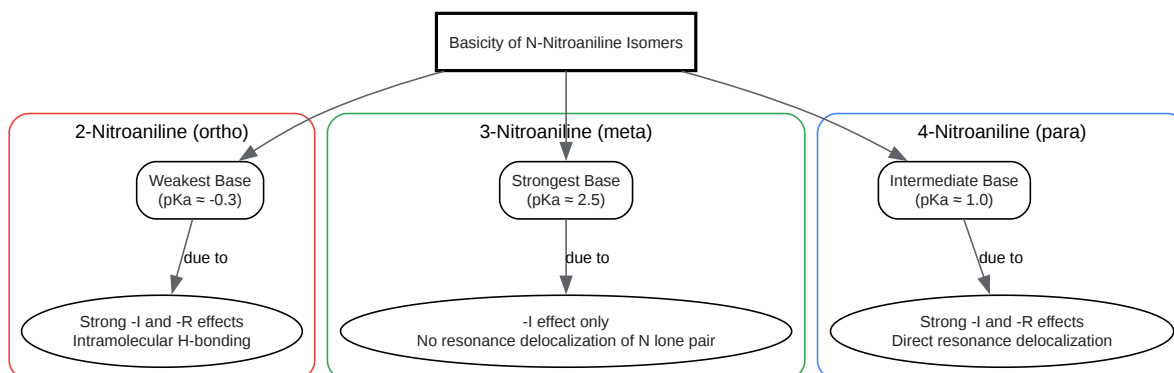 Basicity of N-Nitroaniline Isomers
2-Nitroaniline (ortho)
Weakest Base
(pKa ≈ -0.3)
due to
Strong -I and -R effects
Intramolecular H-bonding
3-Nitroaniline (meta)
Strongest Base
(pKa ≈ 2.5)
due to
-I effect only
No resonance delocalization of N lone pair
4-Nitroaniline (para)
Intermediate Base
(pKa ≈ 1.0)
due to
Strong -I and -R effects
Direct resonance delocalization